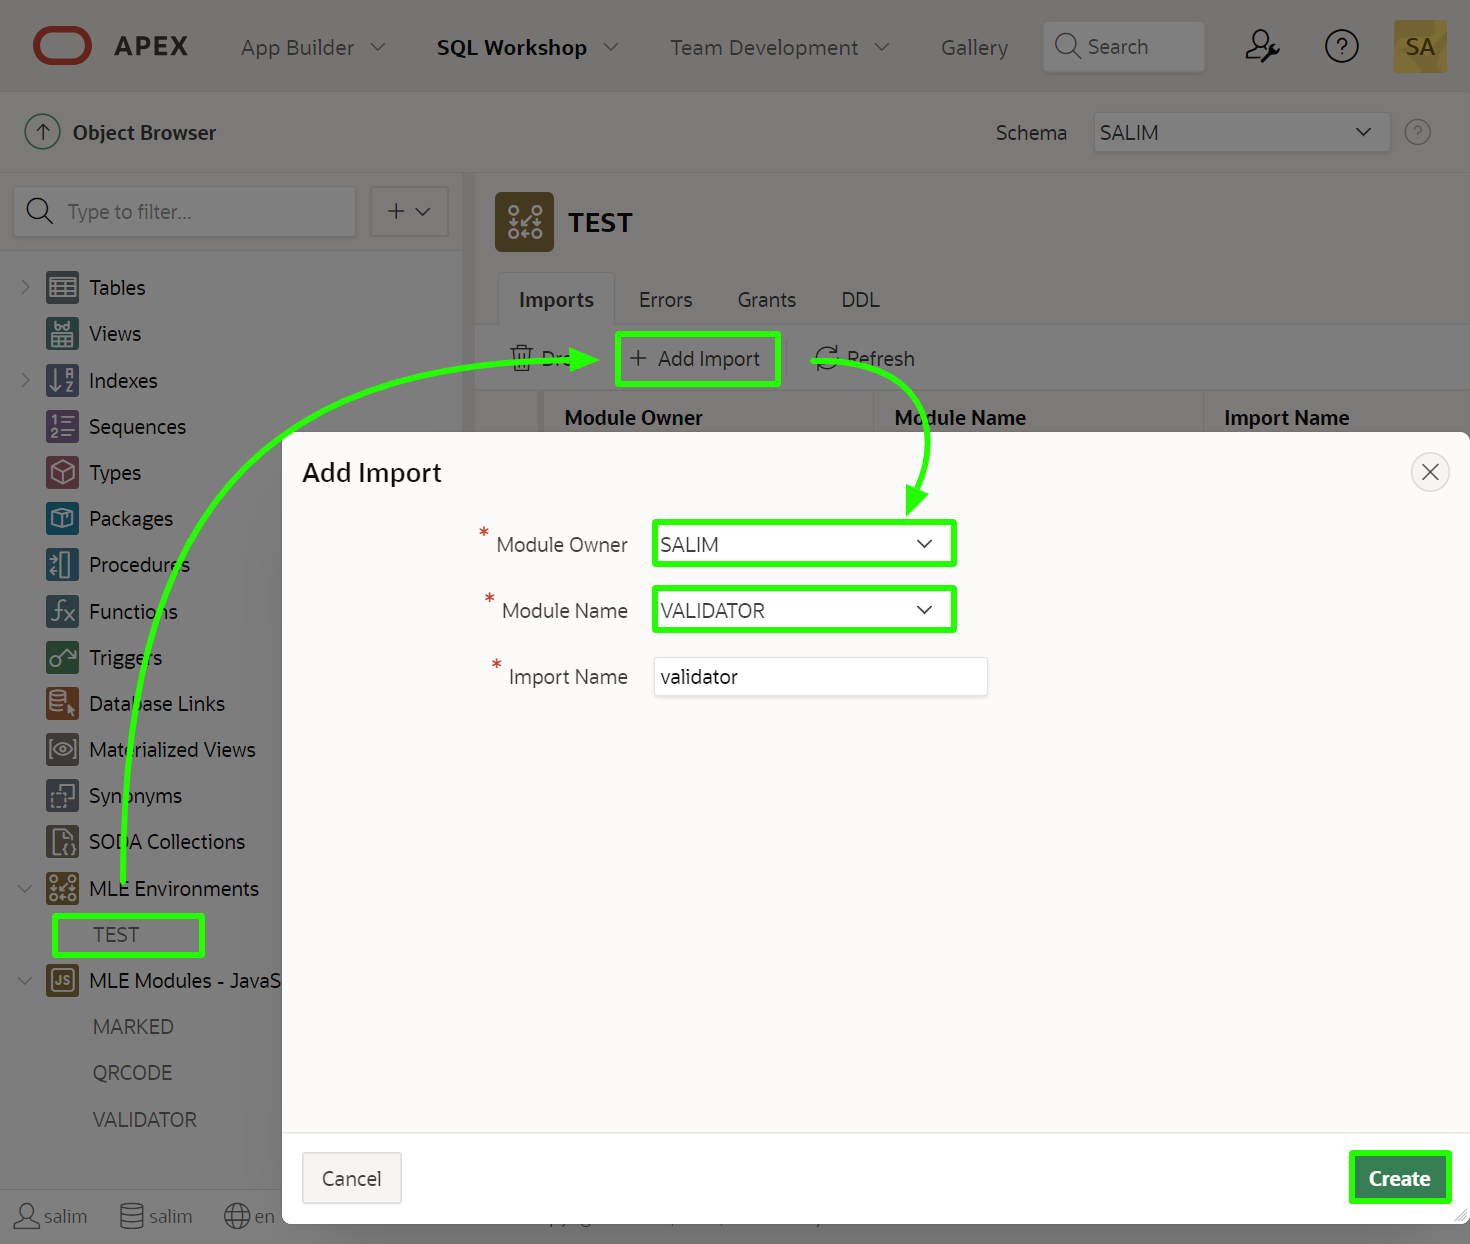 APEX App Builder SQL Workshop Team Development Gallery Search SA
Object Browser Schema SALIM
Type to filter...
TEST
Tables
Views
Indexes
Sequences
Types
Packages
Procedures
Functions
Triggers
Database Links
Materialized Views
Synonyms
SODA Collections
MLE Environments
TEST
MLE Modules - JavaS
MARKED
QRCODE
VALIDATOR
salim salim en
Imports Errors Grants DDL
Add Import Refresh
Module Owner Module Name Import Name
Add Import
* Module Owner SALIM
* Module Name VALIDATOR
* Import Name validator
Cancel Create